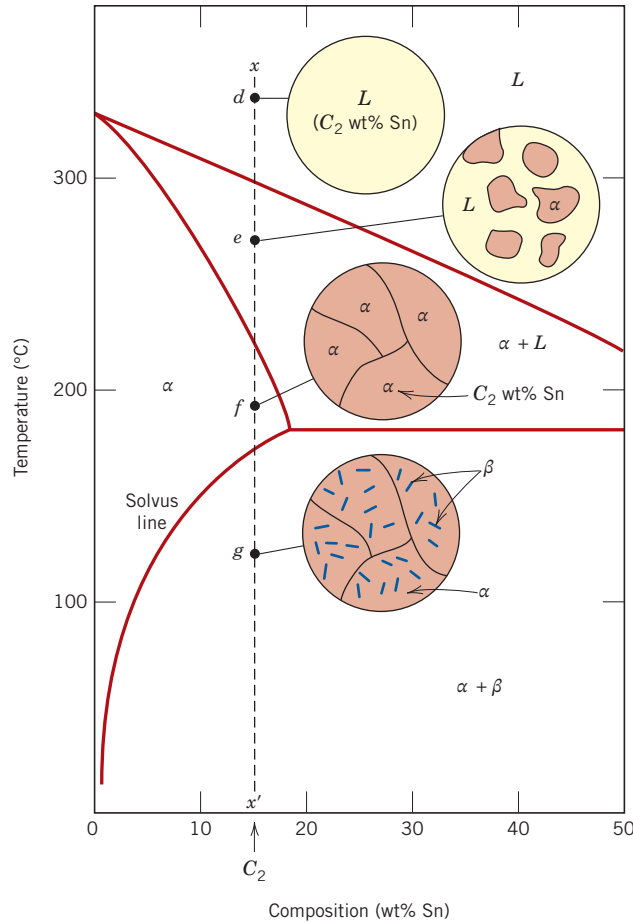 x
d
L
(C₂ wt% Sn)
L
300
L
α
e
α
α
α
α + L
Temperature (°C)
200
α
f
α
C₂ wt% Sn
β
Solvus
line
g
100
α
α + β
x′
0
10
20
30
40
50
C₂
Composition (wt% Sn)